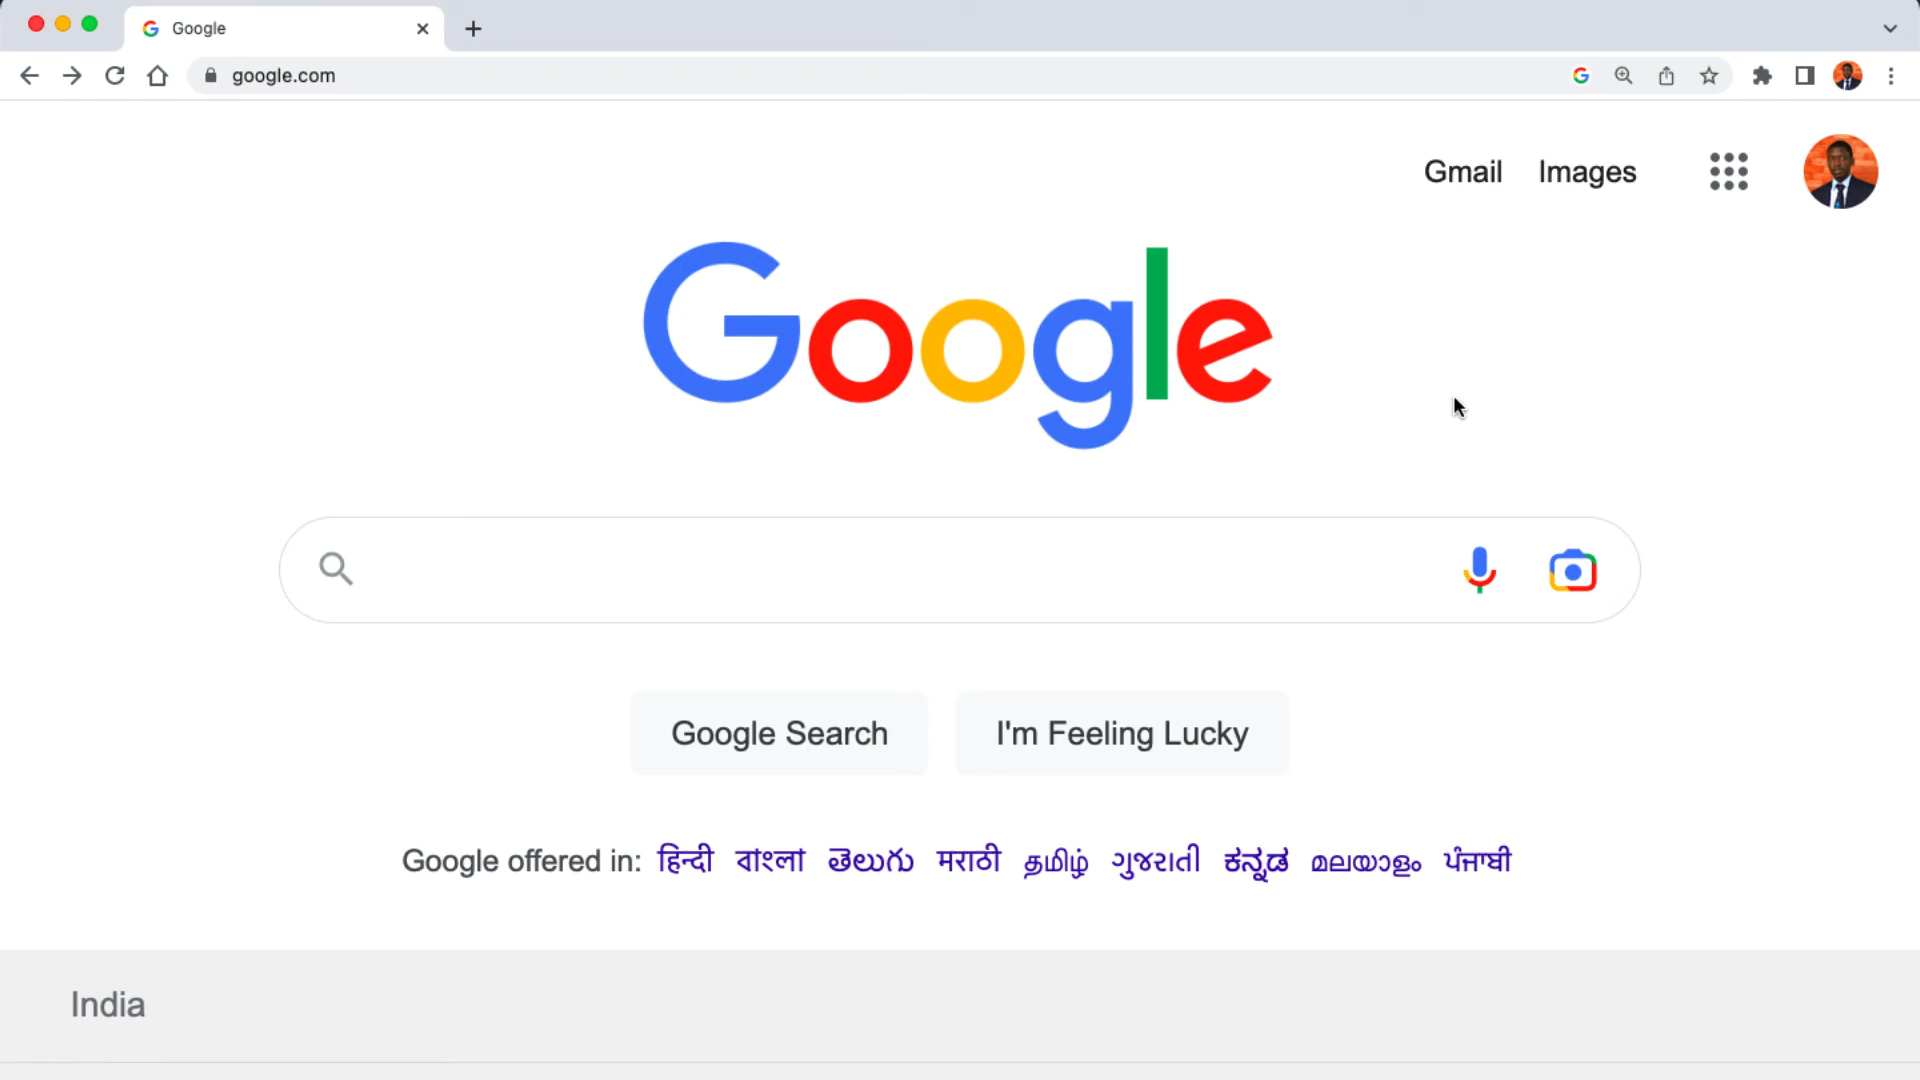 Google
google.com
Gmail Images
Google
Google Search I'm Feeling Lucky
Google offered in: हिन्दी বাংলা తెలుగు मराठी தமிழ் ગુજરાતી ಕನ್ನಡ മലയാളം ਪੰਜਾਬੀ
India